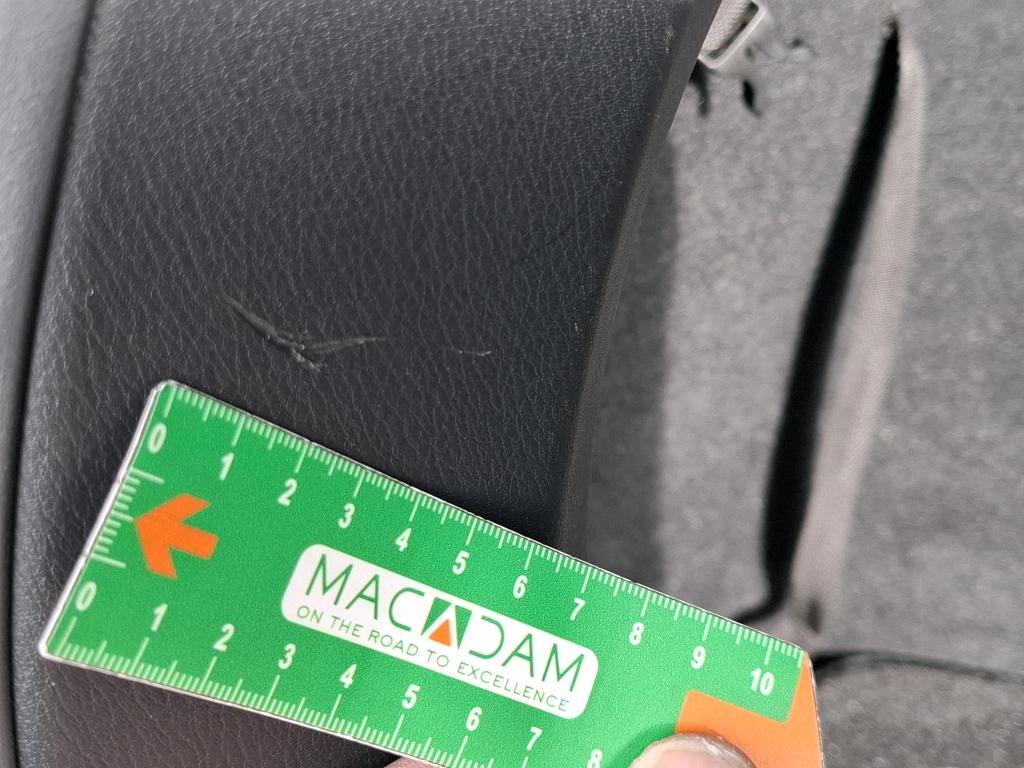 0 1 2 3 4 5 6 7 8 9 10
MACADAM
ON THE ROAD TO EXCELLENCE
0 1 2 3 4 5 6 7 8